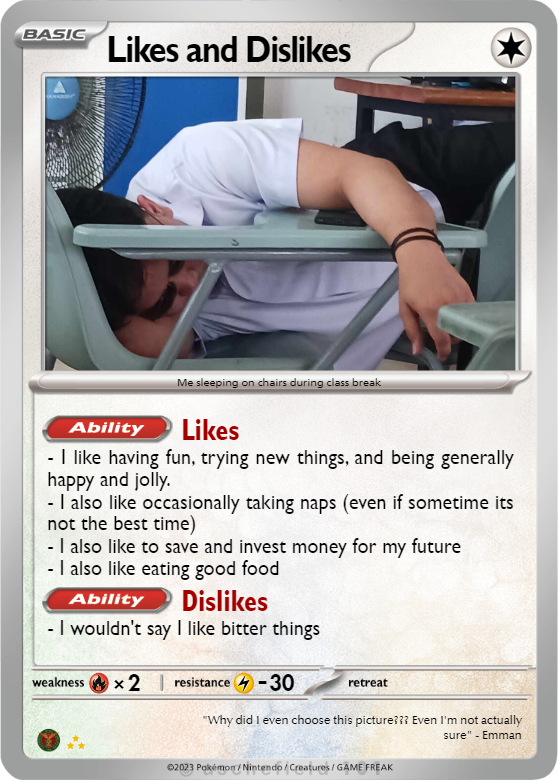 BASIC
Likes and Dislikes
Me sleeping on chairs during class break
Ability Likes
- I like having fun, trying new things, and being generally
happy and jolly.
- I also like occasionally taking naps (even if sometime its
not the best time)
- I also like to save and invest money for my future
- I also like eating good food
Ability Dislikes
- I wouldn't say I like bitter things
weakness × 2 | resistance -30 retreat
"Why did I even choose this picture??? Even I'm not actually
sure" - Emman
©2023 Pokémon / Nintendo / Creatures / GAME FREAK